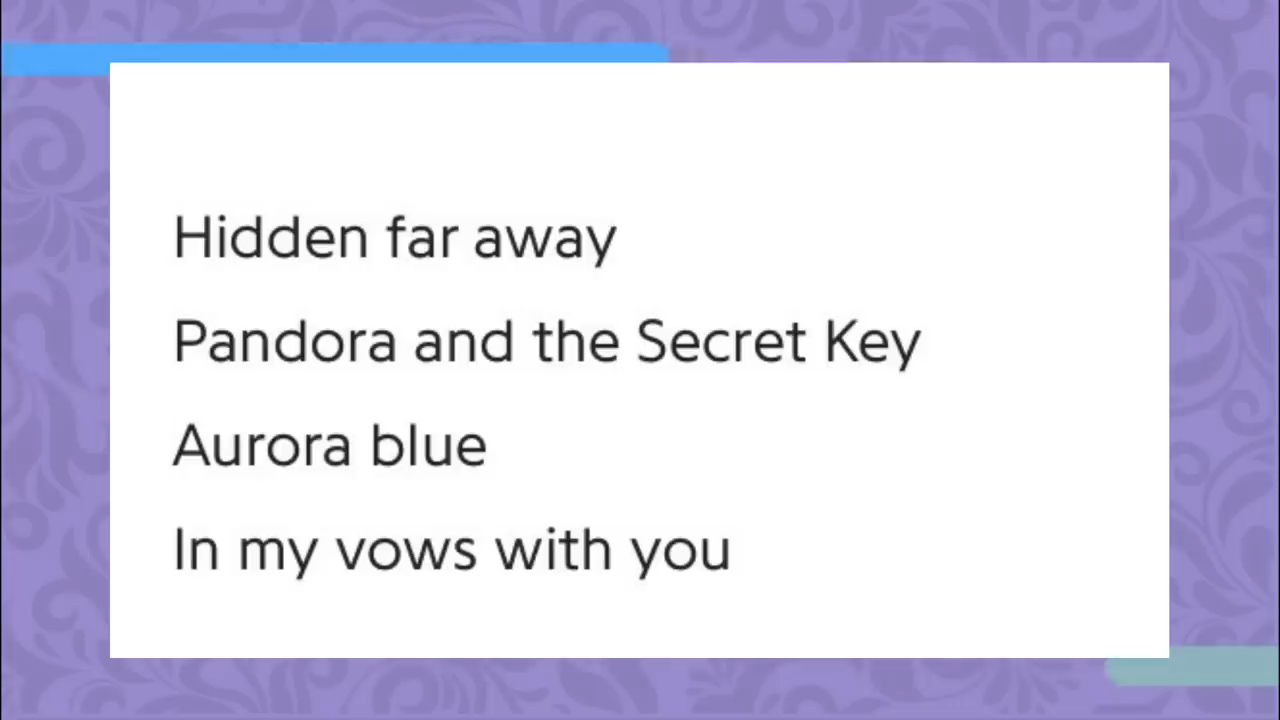 Hidden far away
Pandora and the Secret Key
Aurora blue
In my vows with you